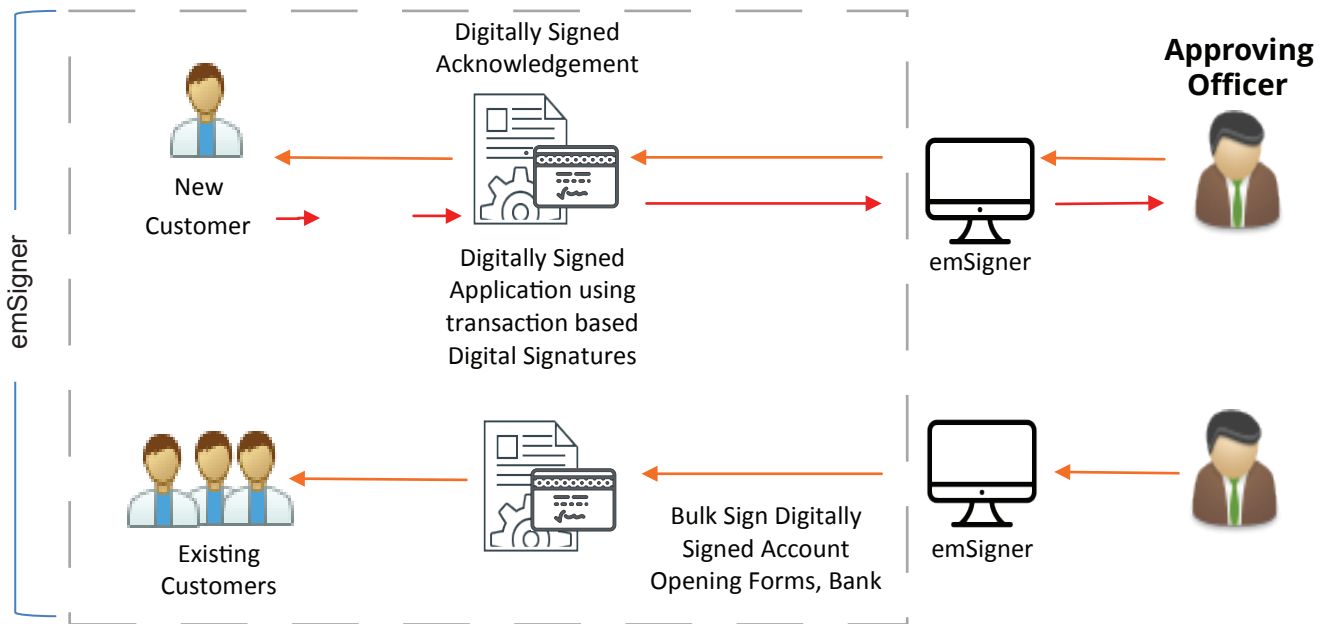 Digitally Signed
Acknowledgement
Approving
Officer
New
Customer
emSigner
Digitally Signed
Application using
transaction based
Digital Signatures
emSigner
Bulk Sign Digitally
Signed Account
Opening Forms, Bank
emSigner
Existing
Customers